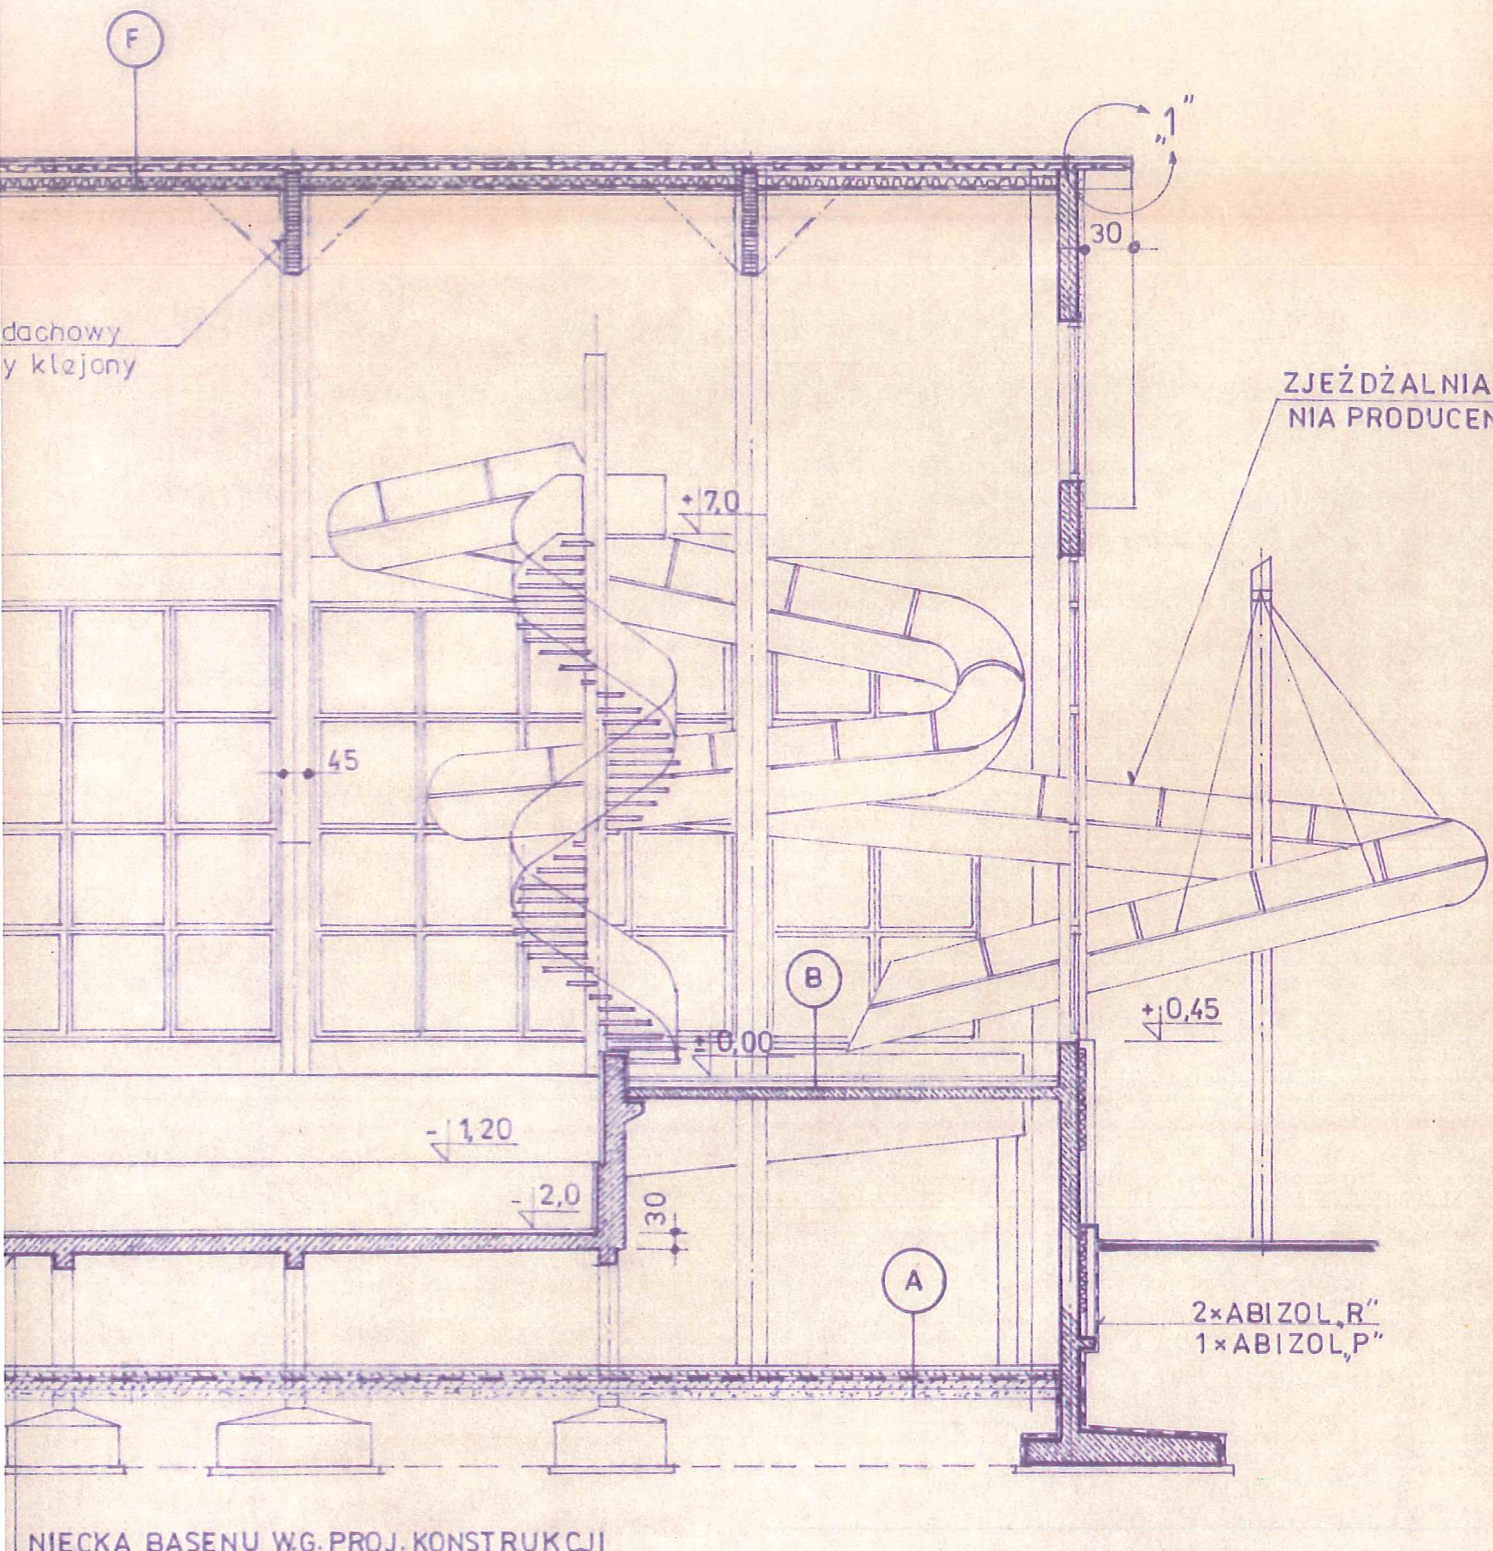 F
„1”
30
dachowy
y klejony
ZJEŻDŻALNIA
NIA PRODUCEN
+7,0
45
B
+0,45
±0,00
-1,20
-2,0
30
A
2×ABIZOL„R”
1×ABIZOL„P”
NIECKA BASENU W.G. PROJ. KONSTRUKCJI